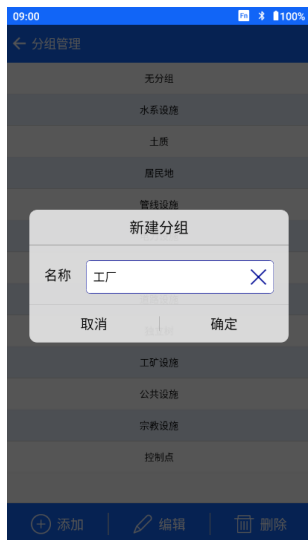 09:00 Fn 100%
分组管理
无分组
水系设施
土质
居民地
管线设施
新建分组
名称 工厂
取消 确定
工矿设施
公共设施
宗教设施
控制点
添加 编辑 删除